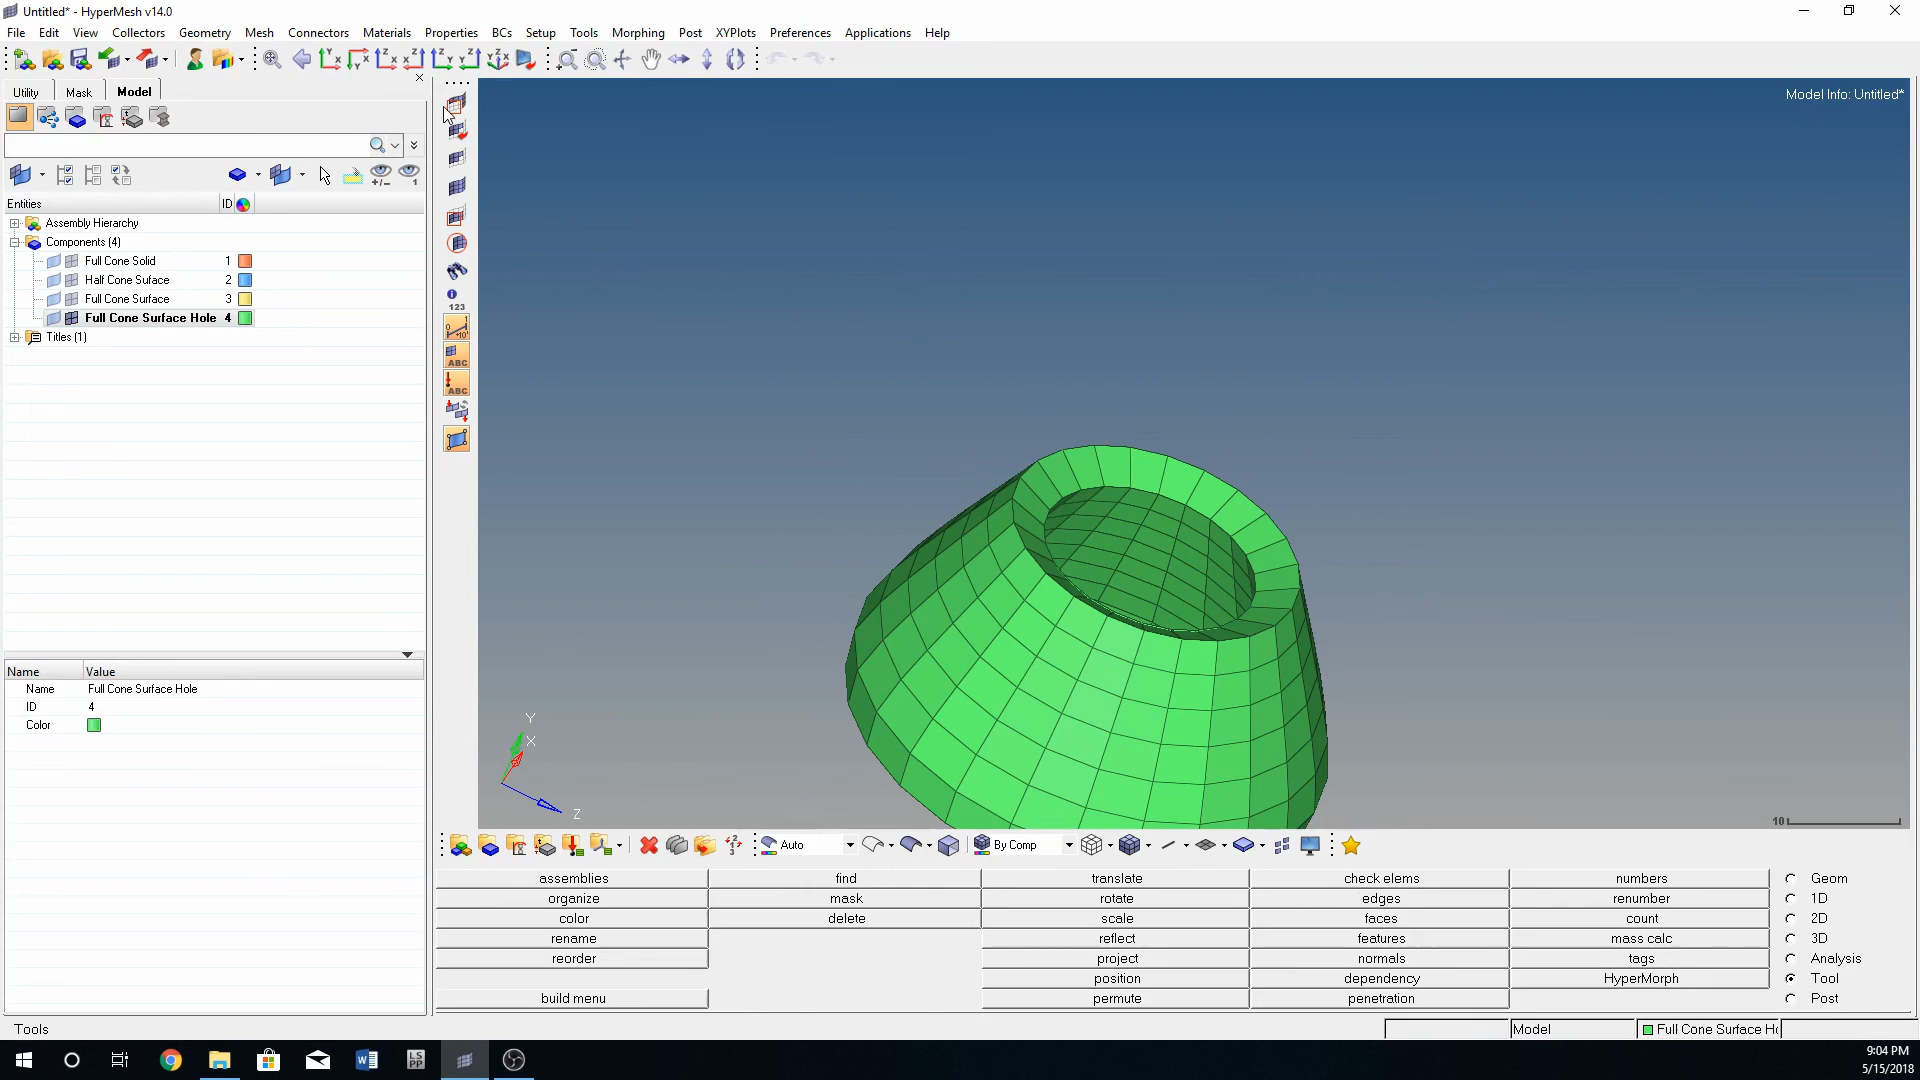 Untitled* - HyperMesh v14.0
File Edit View Collectors Geometry Mesh Connectors Materials Properties BCs Setup Tools Morphing Post XYPlots Preferences Applications Help
Utility Mask Model
Model Info: Untitled*
Entities ID
Assembly Hierarchy
Components (4)
Full Cone Solid 1
Half Cone Suface 2
Full Cone Surface 3
Full Cone Surface Hole 4
Titles (1)
123
ABC
ABC
Name Value
Name Full Cone Surface Hole
ID 4
Color
Y
X
Z
10
Auto By Comp
assemblies find translate check elems numbers Geom
organize mask rotate edges renumber 1D
color delete scale faces count 2D
rename reflect features mass calc 3D
reorder project normals tags Analysis
position dependency HyperMorph Tool
build menu permute penetration Post
Tools Model Full Cone Surface H
LS
PP
9:04 PM
5/15/2018